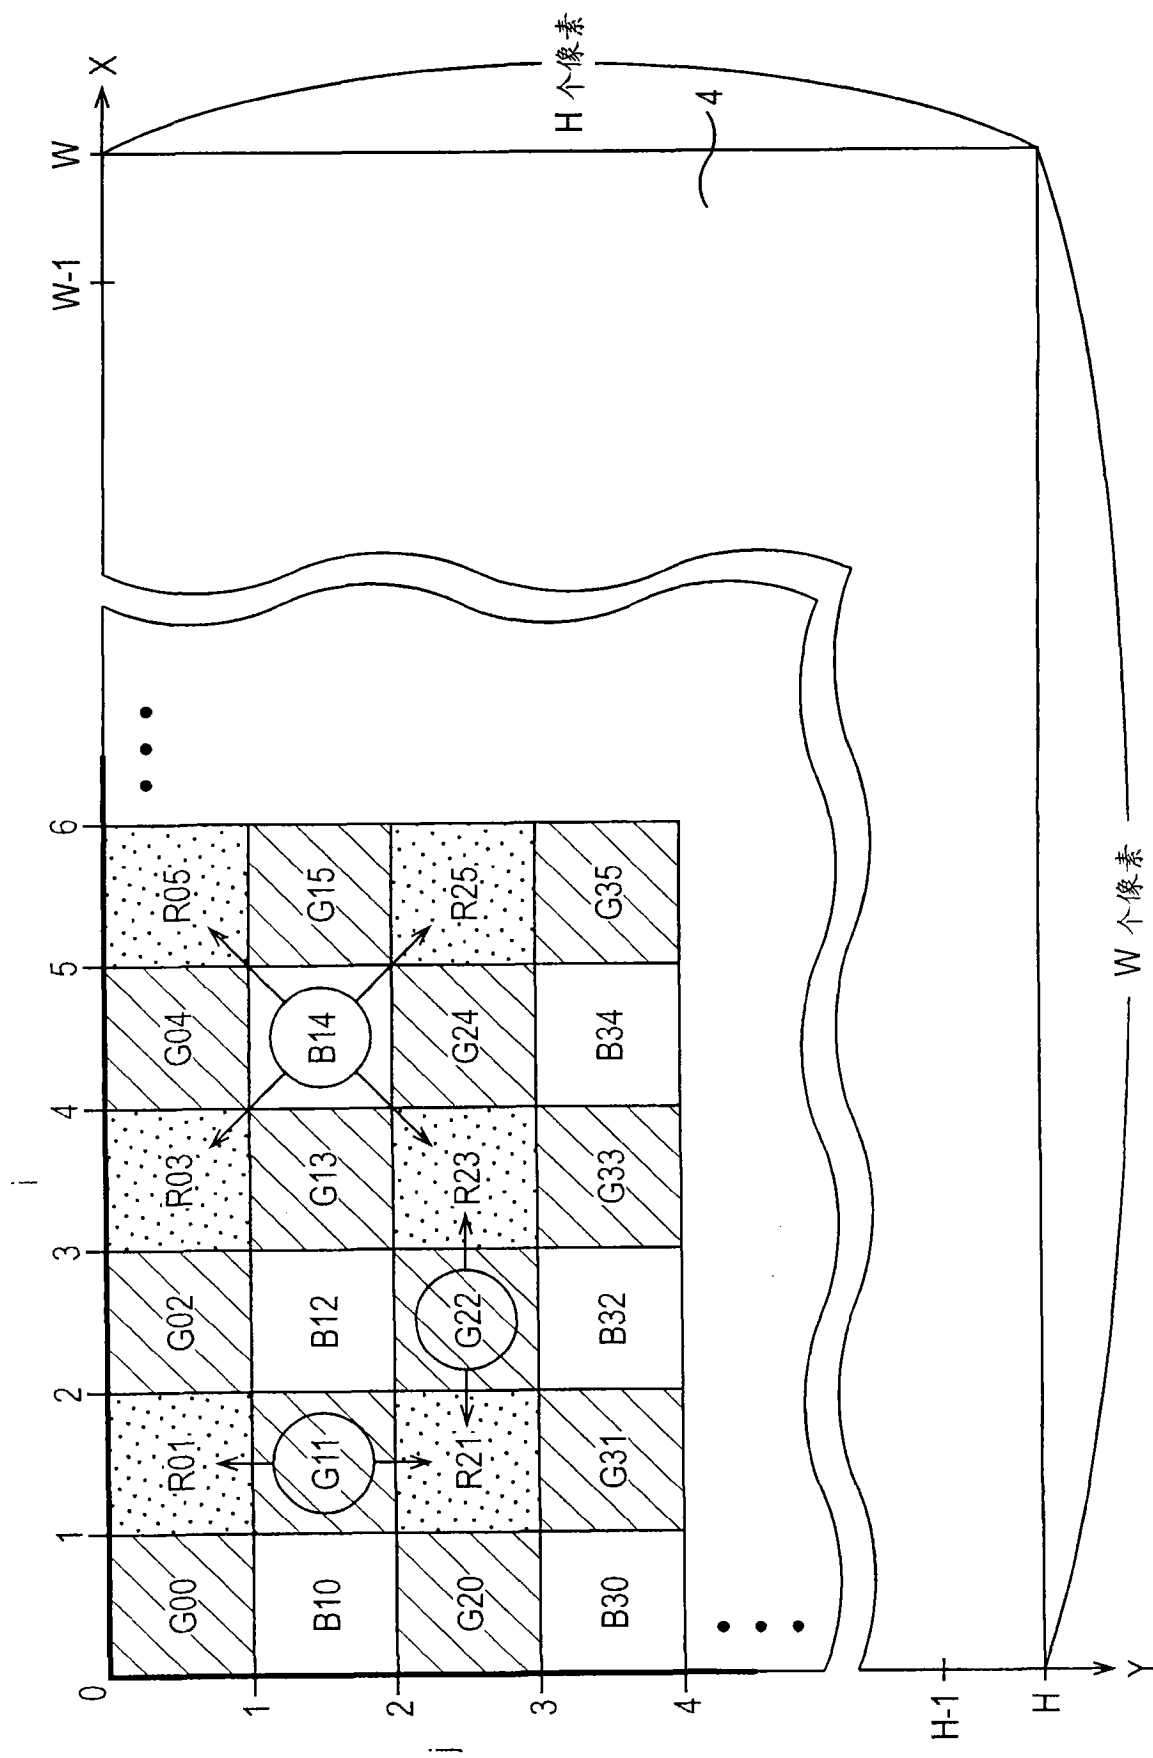 i
0 1 2 3 4 5 6 W-1 W X
G00 R01 G02 R03 G04 R05
1
B10 G11 B12 G13 B14 G15
2
G20 R21 G22 R23 G24 R25
3
B30 G31 B32 G33 B34 G35
4
j
4
H 个像素
H-1
H
Y
W 个像素